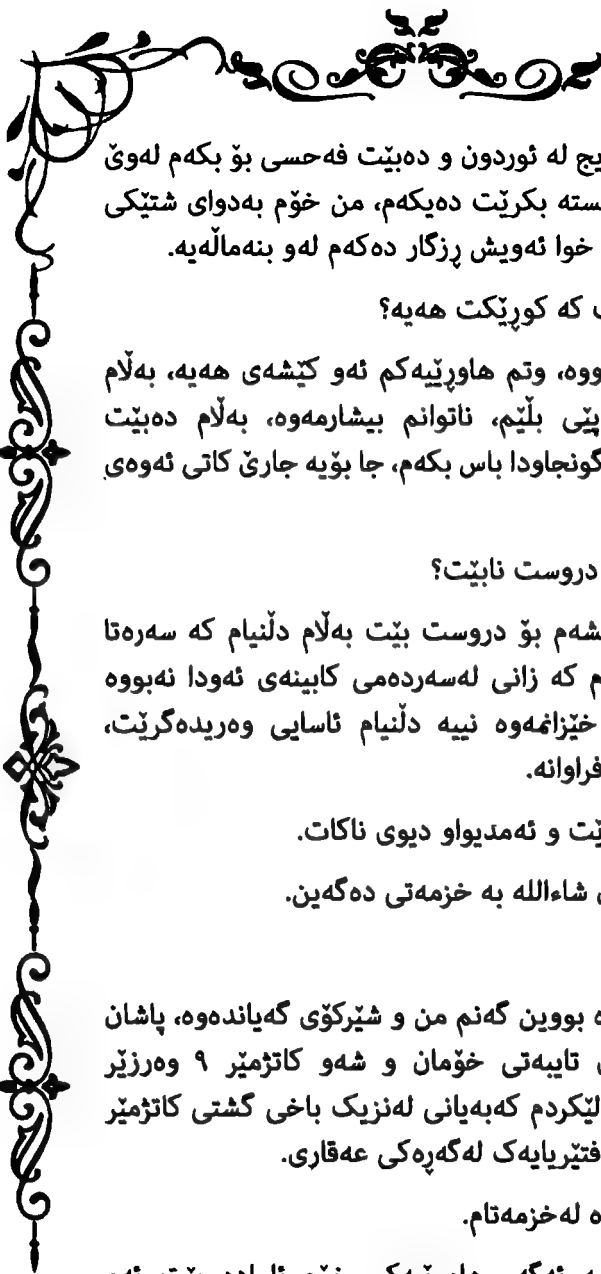 یج لە ئوردون و دەبێت فەحسی بۆ بکەم لەوێ
ستە بکرێت دەیکەم، من خۆم بەدوای شتێکی
خوا ئەویش ڕزگار دەکەم لەو بنەماڵەیە.
کە کوڕێکت هەیە؟
ووە، وتم هاوڕێیەکم ئەو کێشەی هەیە، بەڵام
پێی بڵێم، ناتوانم بیشارمەوە، بەڵام دەبێت
گونجاودا باس بکەم، جا بۆیە جارێ کاتی ئەوەی
دروست نابێت؟
شەم بۆ دروست بێت بەڵام دڵنیام کە سەرەتا
م کە زانی لەسەردەمی کابینەی ئەودا نەبووە
خێزانمەوە نییە دڵنیام ئاسایی وەریدەگرێت،
فراوانە.
ێت و ئەمدیواو دیوی ناکات.
شاءاللە بە خزمەتی دەگەین.
ە بووین گەنم من و شێرکۆی گەیاندەوە، پاشان
تایبەتی خۆمان و شەو کاتژمێر ٩ وەرزێر
لێکردم کەبەیانی لەنزیک باخی گشتی کاتژمێر
فتێریایەک لەگەڕەکی عەقاری.
ە لەخزمەتام.